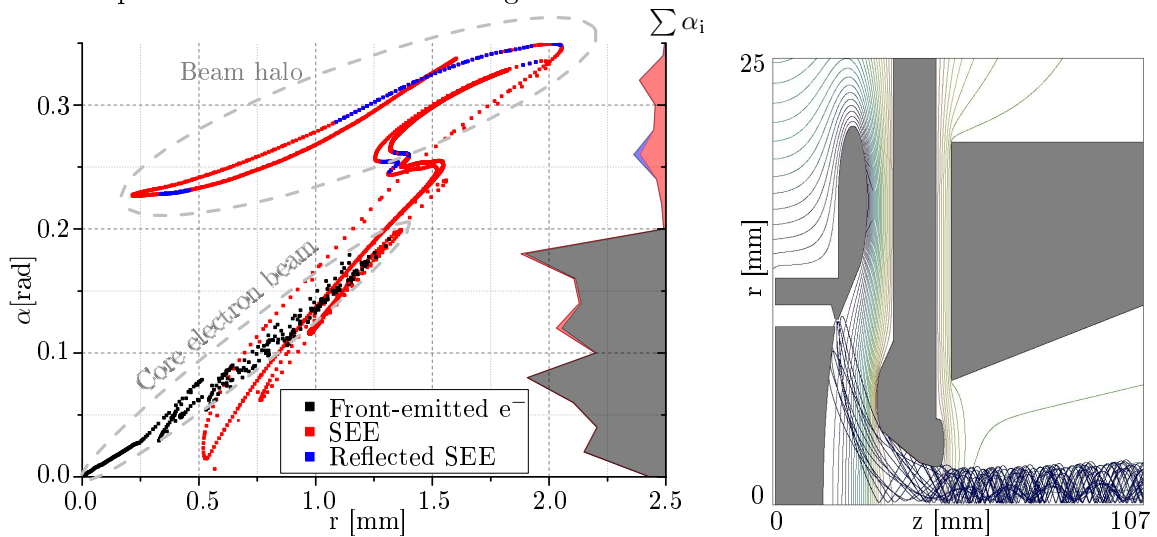 ∑ αi
25
Beam halo
0.3
0.2
Core electron beam
α[rad]
r [mm]
0.1
Front-emitted e⁻
SEE
Reflected SEE
0.0
0
0.0 0.5 1.0 1.5 2.0 2.5
r [mm]
0 z [mm] 107